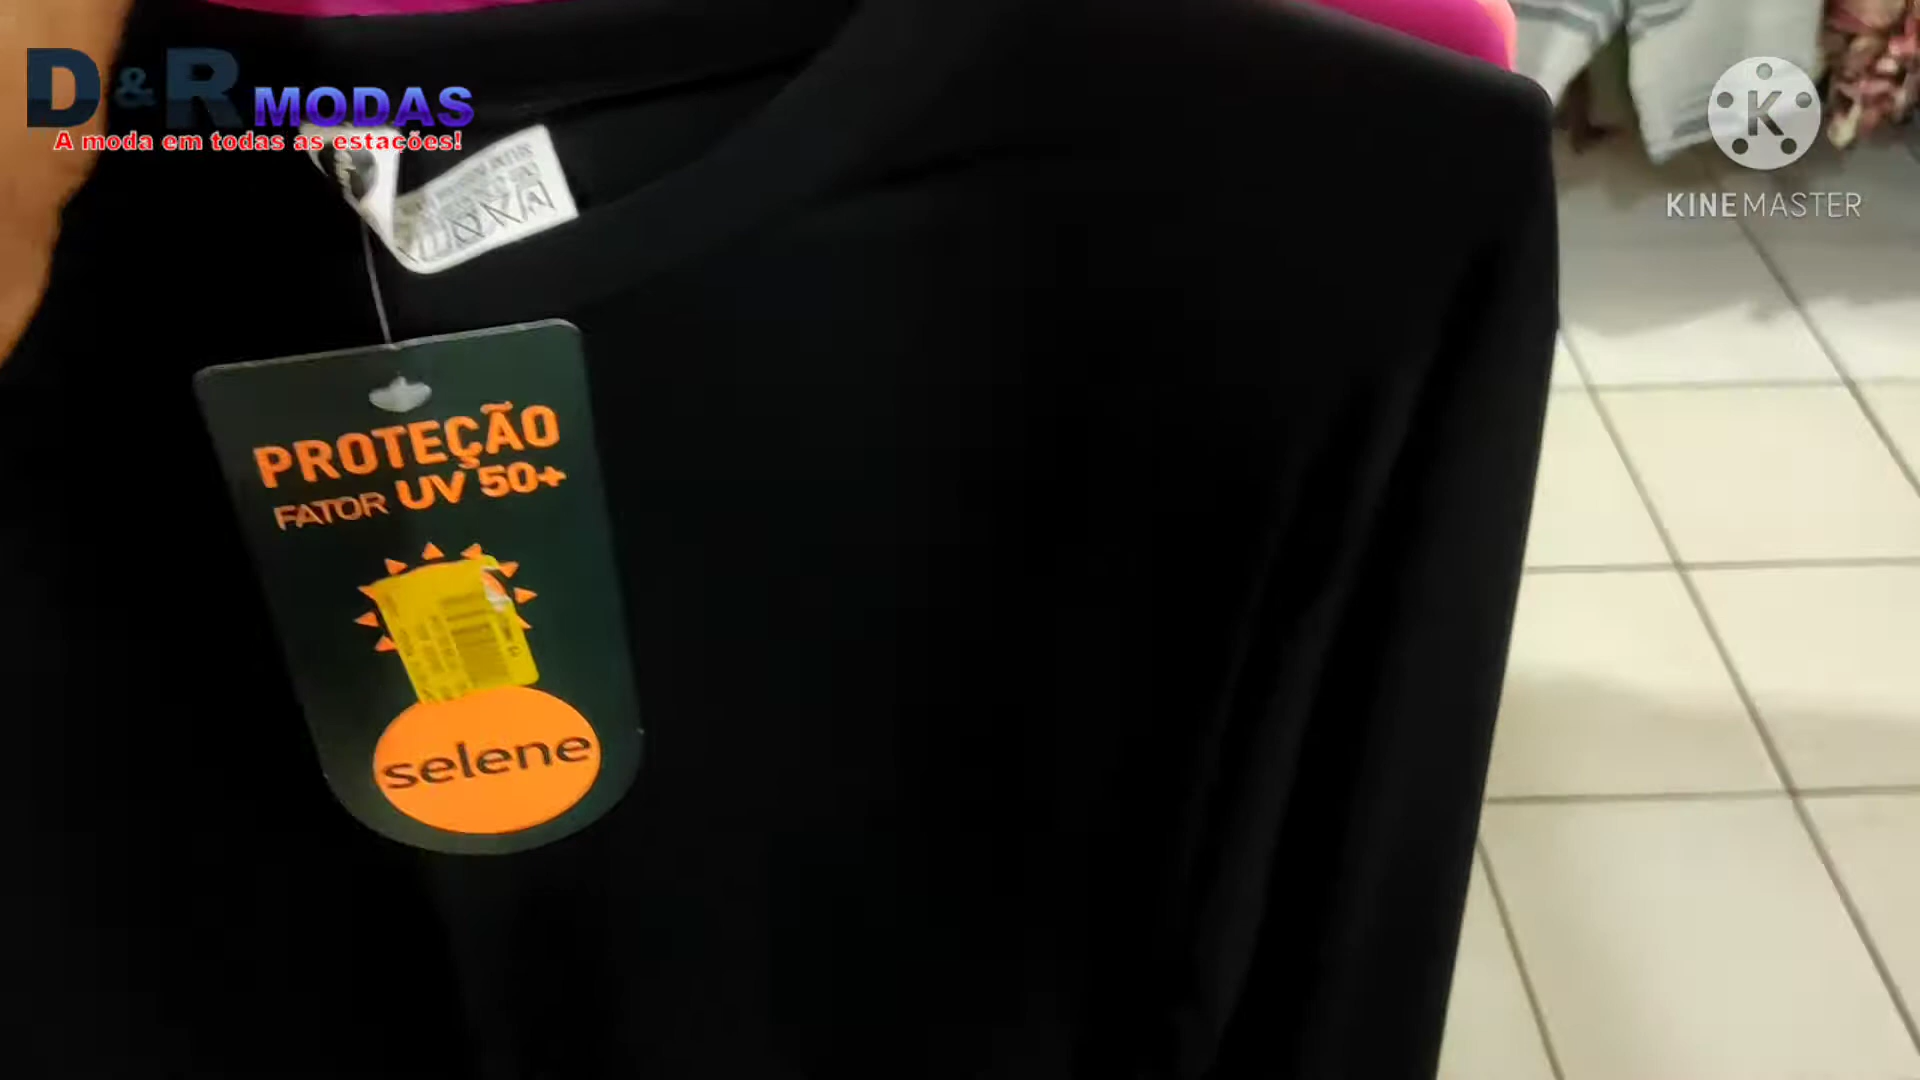 D&R MODAS
A moda em todas as estações!
K
KINEMASTER
PROTEÇÃO
FATOR UV 50+
selene